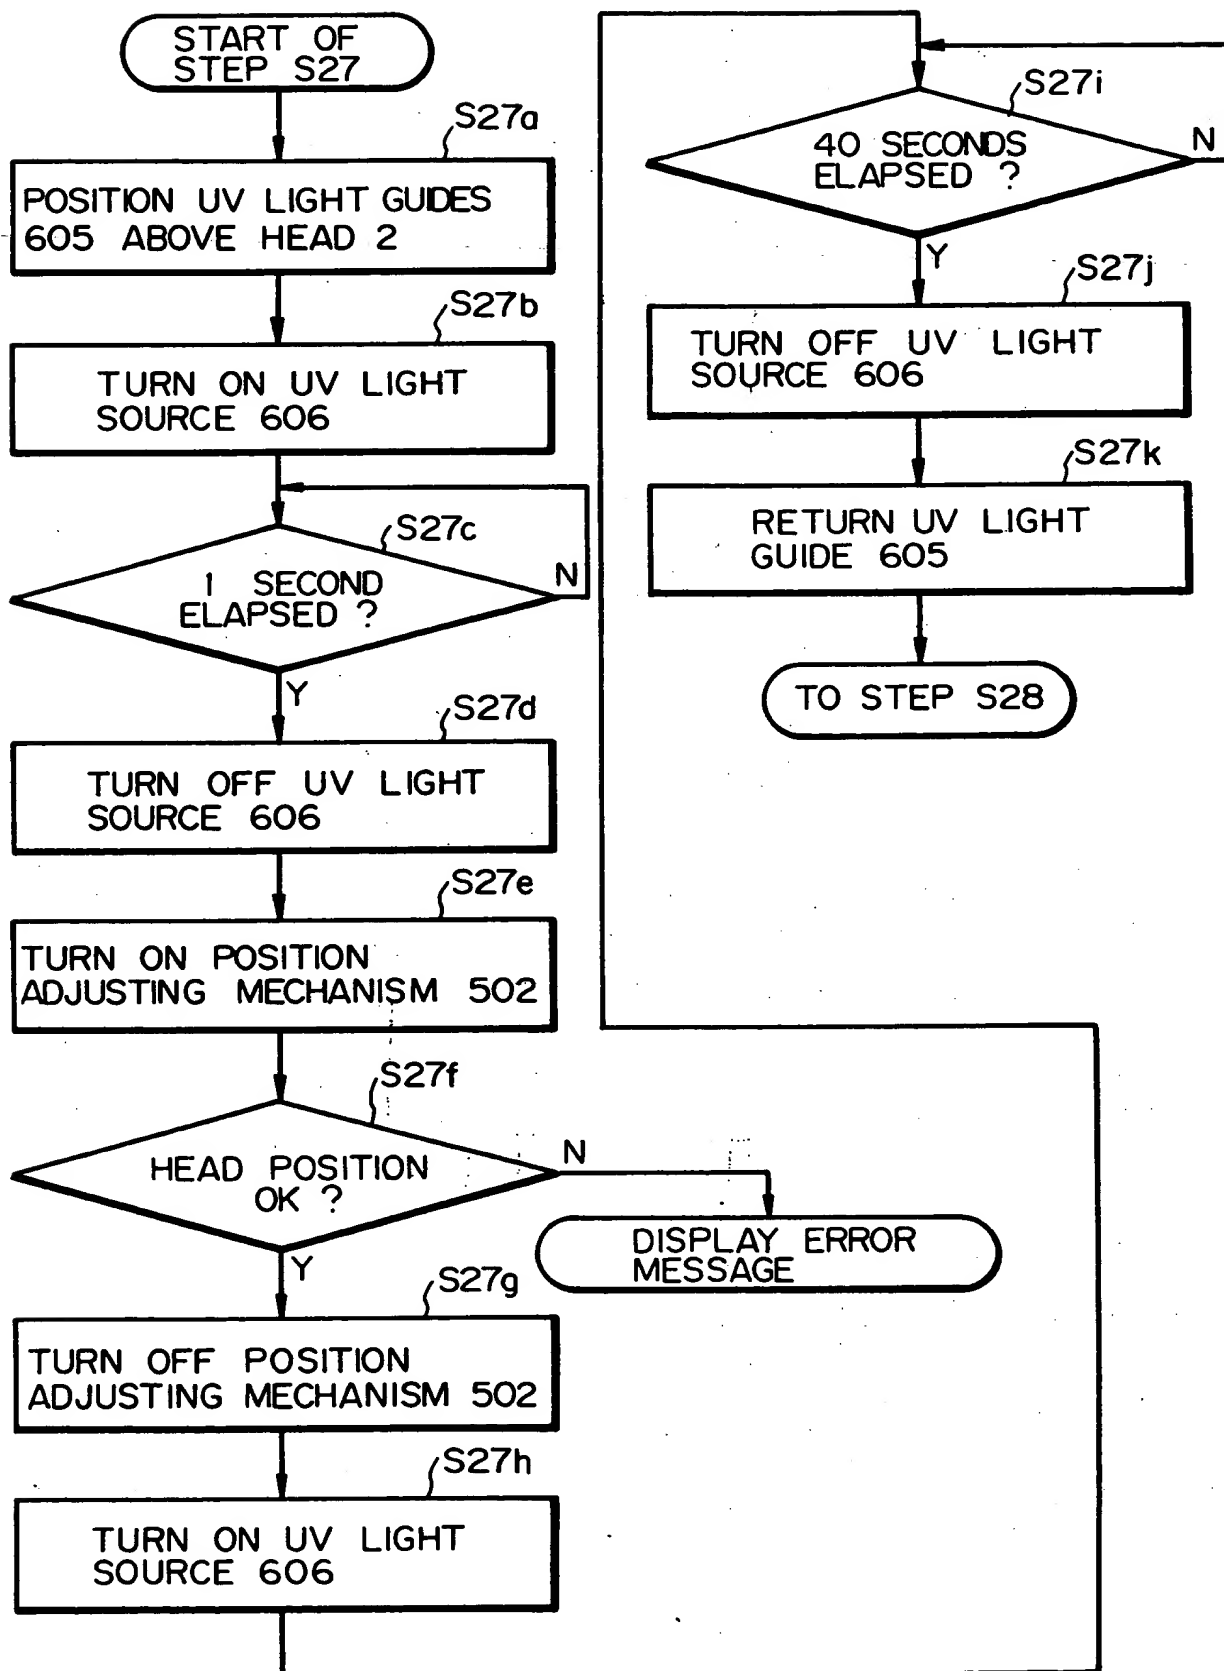 START OF
STEP S27
S27a
POSITION UV LIGHT GUIDES
605 ABOVE HEAD 2
S27b
TURN ON UV LIGHT
SOURCE 606
S27c
1 SECOND
ELAPSED ?
N
Y
S27d
TURN OFF UV LIGHT
SOURCE 606
S27e
TURN ON POSITION
ADJUSTING MECHANISM 502
S27f
HEAD POSITION
OK ?
N
DISPLAY ERROR
MESSAGE
Y
S27g
TURN OFF POSITION
ADJUSTING MECHANISM 502
S27h
TURN ON UV LIGHT
SOURCE 606
S27i
40 SECONDS
ELAPSED ?
N
Y
S27j
TURN OFF UV LIGHT
SOURCE 606
S27k
RETURN UV LIGHT
GUIDE 605
TO STEP S28